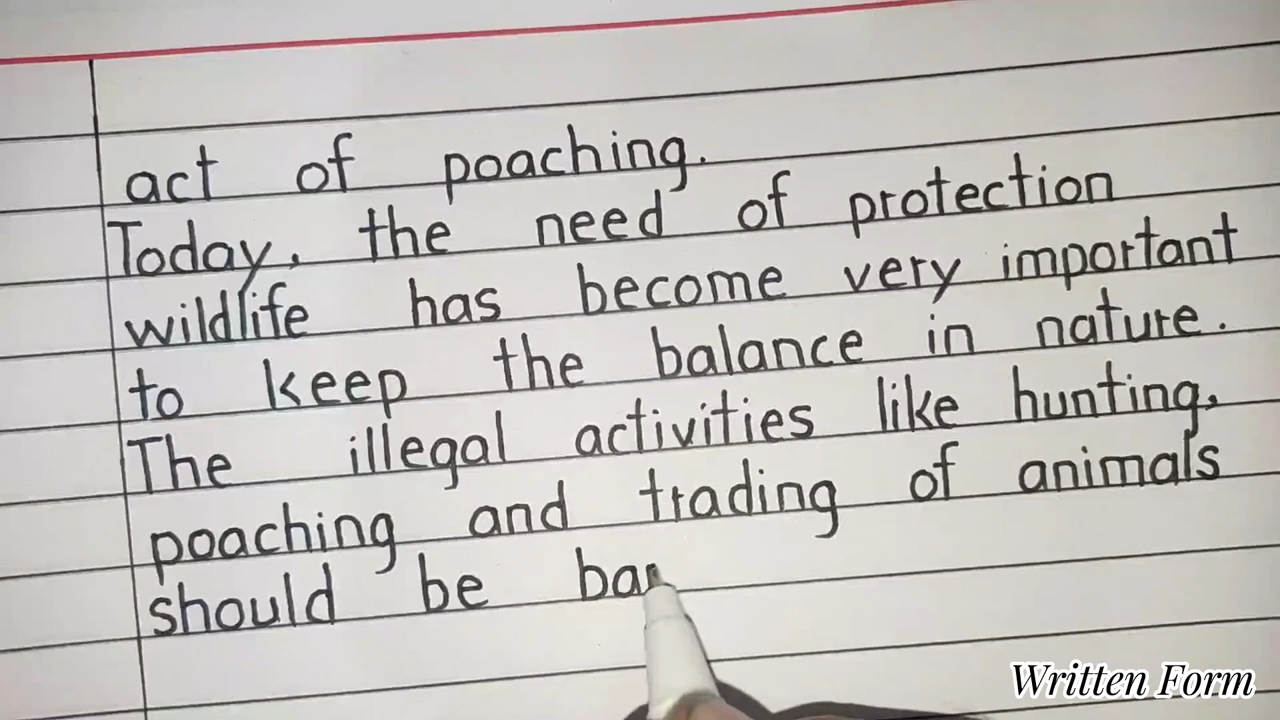 act of poaching.
Today, the need of protection
wildlife has become very important
to keep the balance in nature.
The illegal activities like hunting,
poaching and trading of animals
should be
Written Form